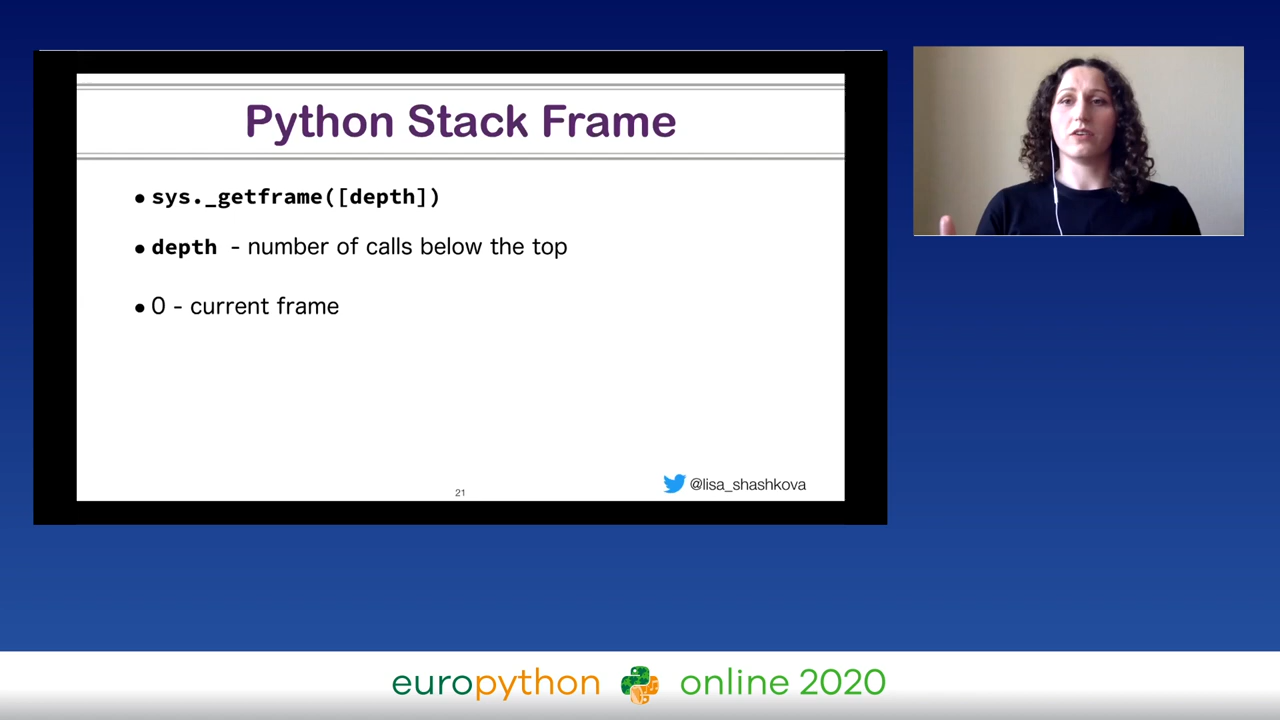 Python Stack Frame
• sys._getframe([depth])
• depth - number of calls below the top
• 0 - current frame
21
@lisa_shashkova
europython online 2020